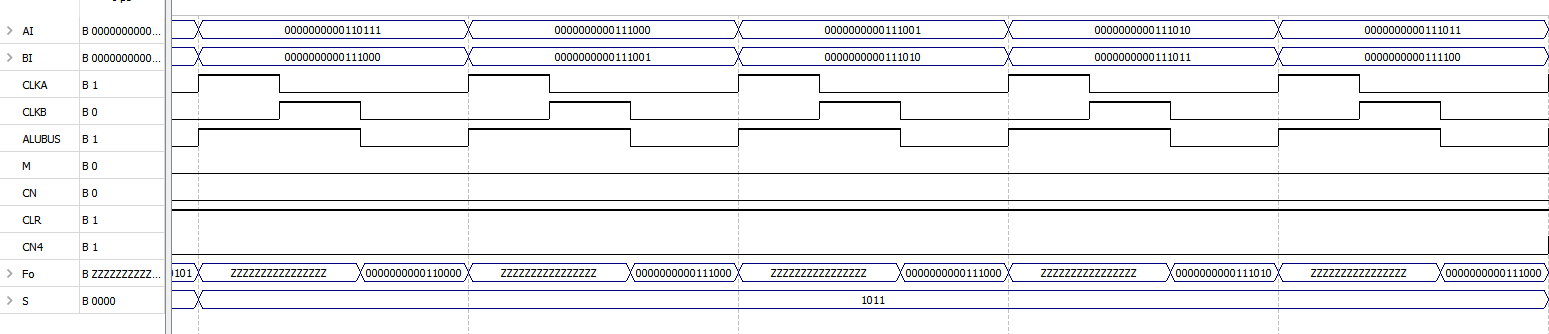 AI B 0000000000... 0000000000110111 0000000000111000 0000000000111001 0000000000111010 0000000000111011
BI B 0000000000... 0000000000111000 0000000000111001 0000000000111010 0000000000111011 0000000000111100
CLKA B 1
CLKB B 0
ALUBUS B 1
M B 0
CN B 0
CLR B 1
CN4 B 1
Fo B ZZZZZZZZZZ... 0101 ZZZZZZZZZZZZZZZZ 0000000000110000 ZZZZZZZZZZZZZZZZ 0000000000111000 ZZZZZZZZZZZZZZZZ 0000000000111000 ZZZZZZZZZZZZZZZZ 0000000000111010 ZZZZZZZZZZZZZZZZ 0000000000111000
S B 0000 1011